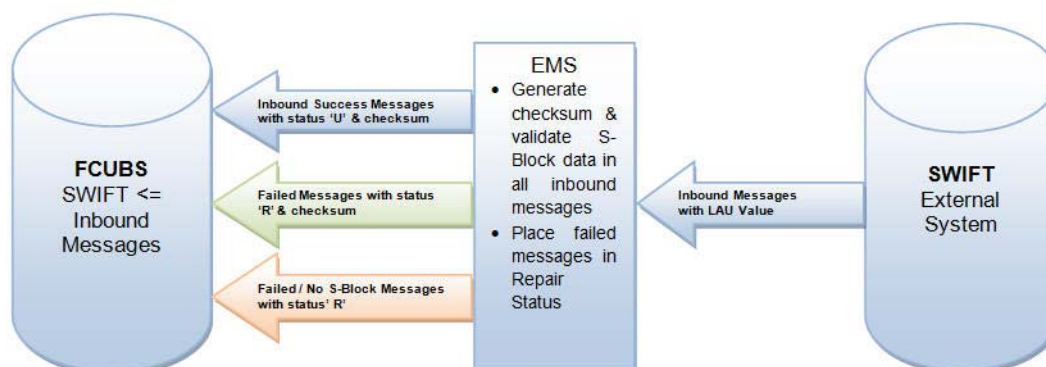 FCUBS
SWIFT <=
Inbound
Messages
Inbound Success Messages
with status ‘U’ & checksum
Failed Messages with status
‘R’ & checksum
Failed / No S-Block Messages
with status’ R’
EMS
• Generate
checksum &
validate S-
Block data in
all inbound
messages
• Place failed
messages in
Repair
Status
Inbound Messages
with LAU Value
SWIFT
External
System